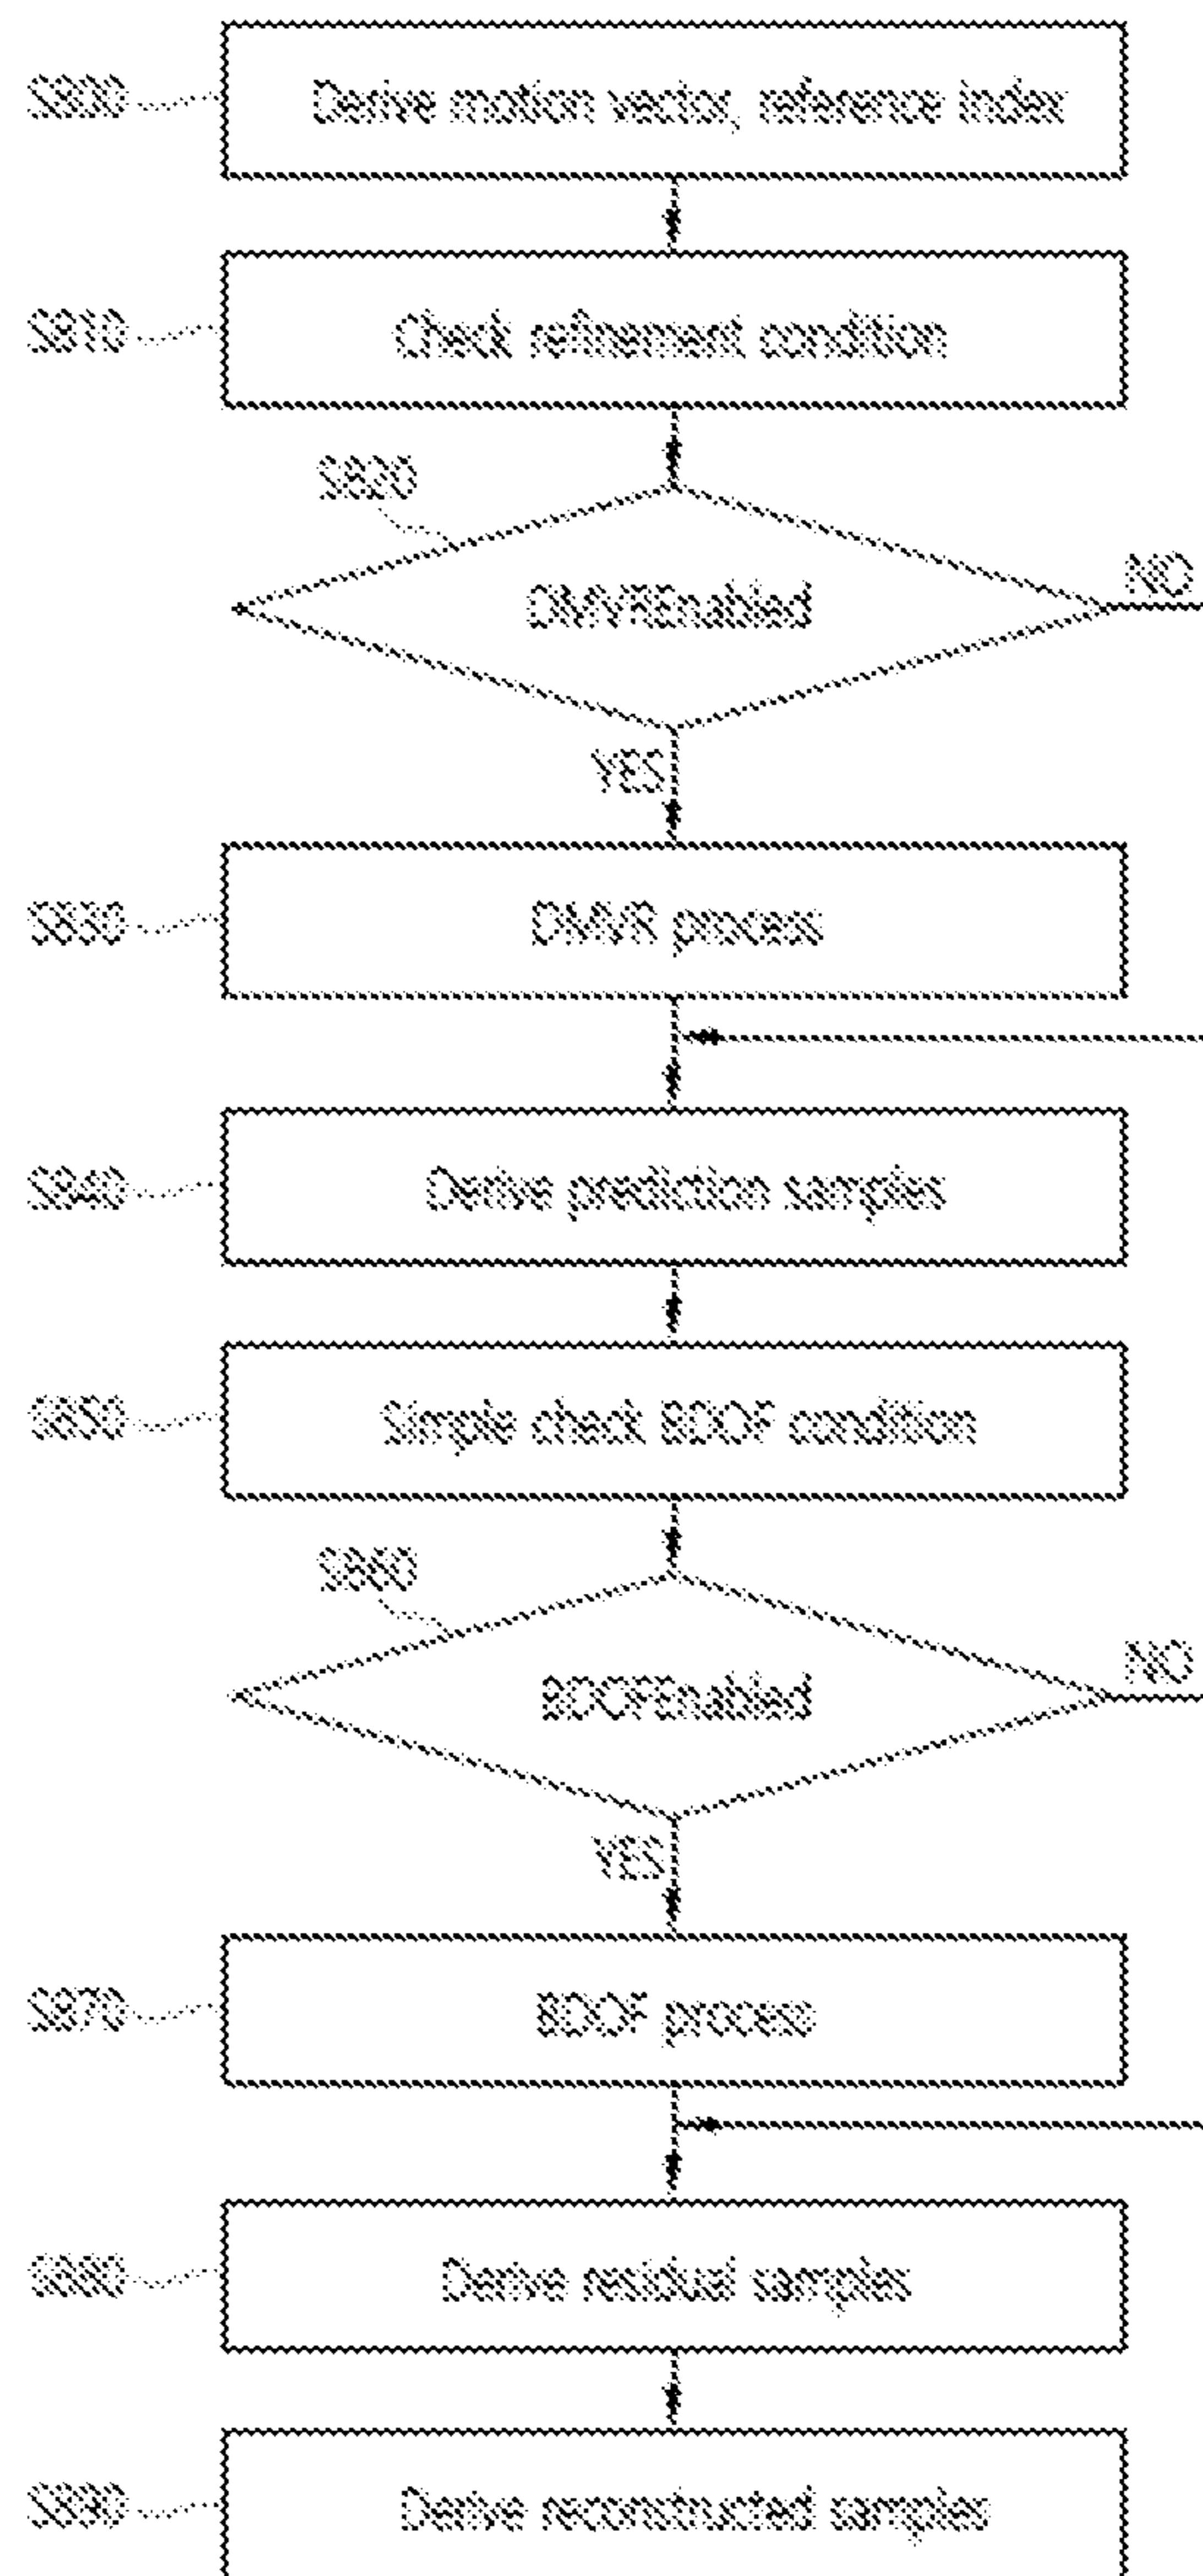 S800 Derive motion vector, reference index
S810 Check refinement condition
S820
DMVREnabled
NO
YES
S830 DMVR process
S840 Derive prediction samples
S850 Simple check BDOF condition
S860
BDOFEnabled
NO
YES
S870 BDOF process
S880 Derive residual samples
S890 Derive reconstructed samples